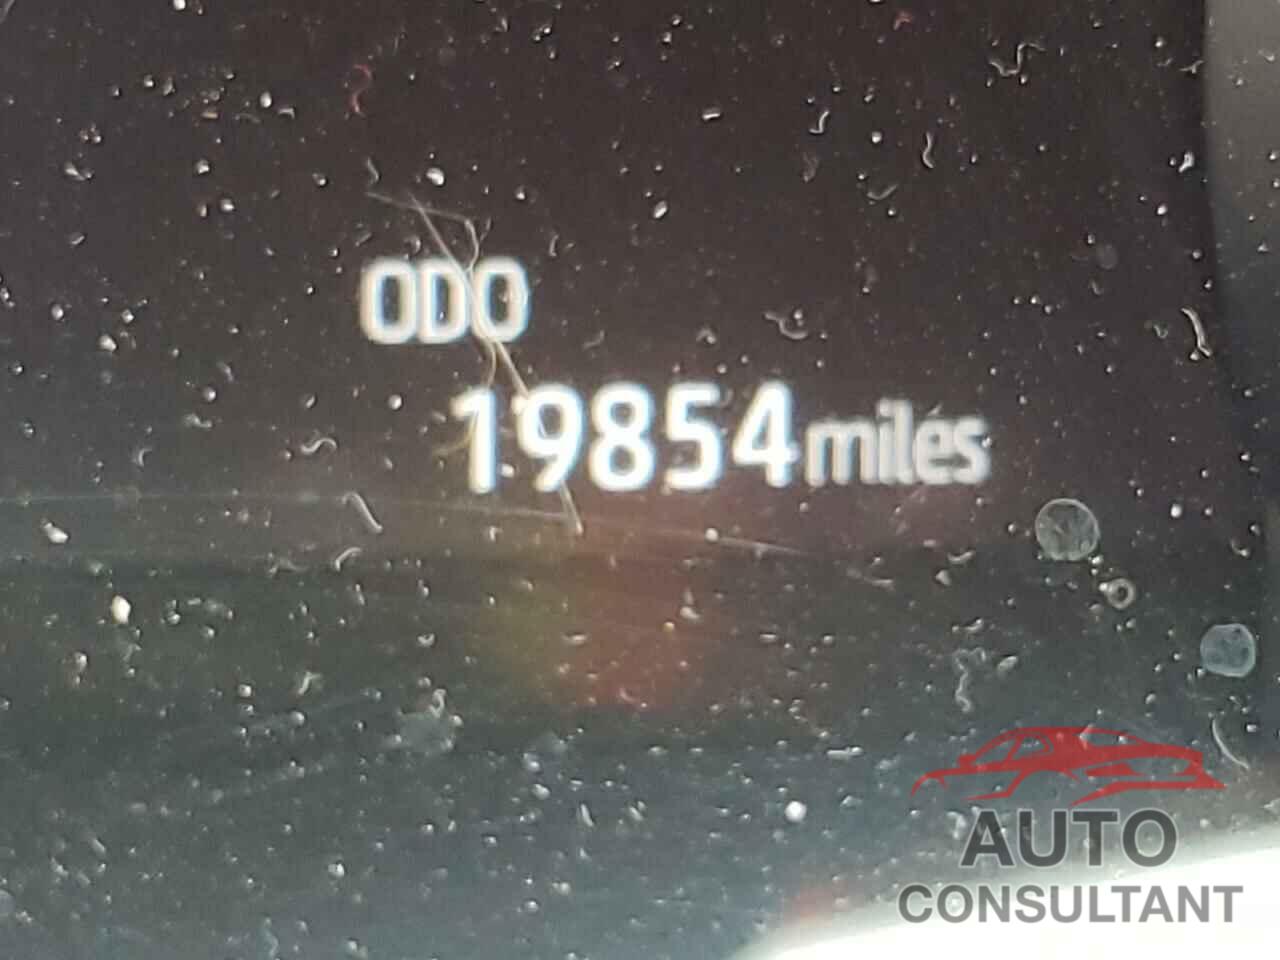 ODO
19854 miles
AUTO
CONSULTANT